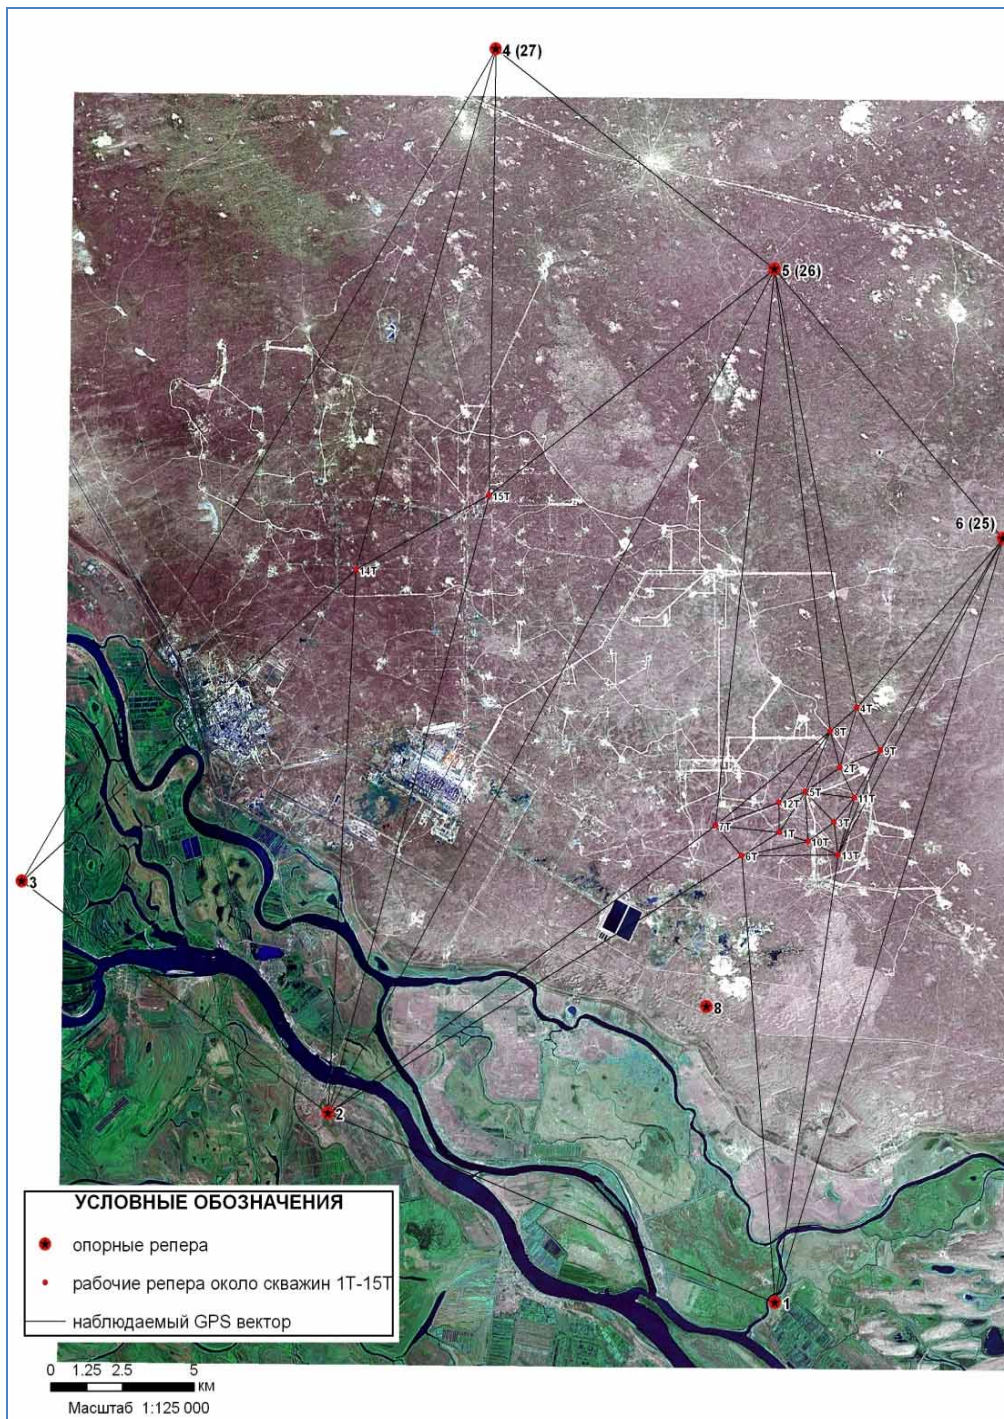 4 (27)
5 (26)
6 (25)
15T
14T
4T
8T
9T
2T
5T
11T
12T
7T
1T
3T
10T
6T
13T
3
8
2
1
УСЛОВНЫЕ ОБОЗНАЧЕНИЯ
опорные репера
рабочие репера около скважин 1Т-15Т
наблюдаемый GPS вектор
0 1.25 2.5 5
км
Масштаб 1:125 000